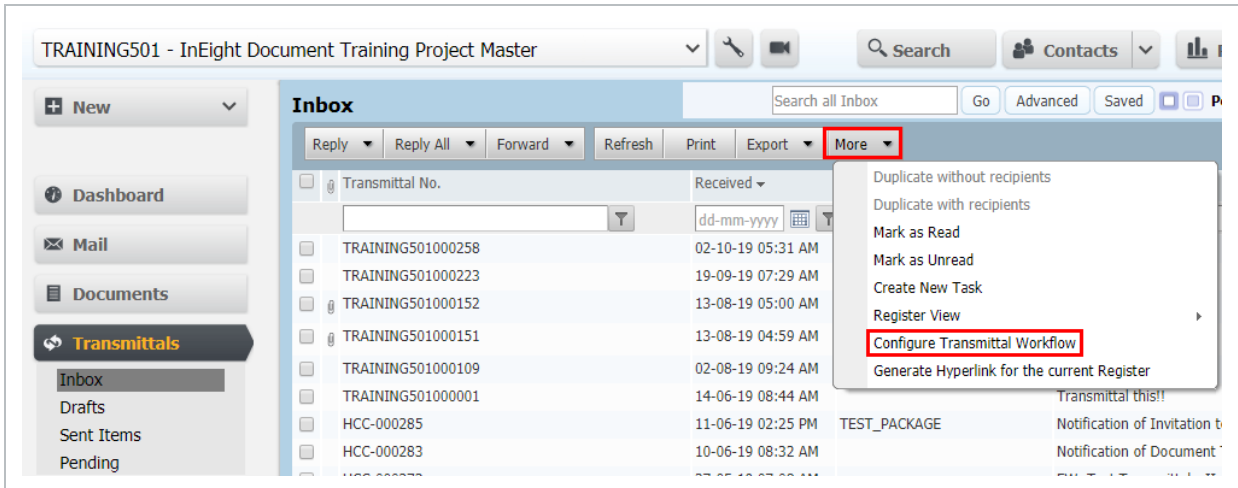 TRAINING501 - InEight Document Training Project Master
Search
Contacts
New
Inbox
Search all Inbox
Go
Advanced
Saved
Reply
Reply All
Forward
Refresh
Print
Export
More
Dashboard
Mail
Documents
Transmittals
Inbox
Drafts
Sent Items
Pending
Transmittal No.
Received
dd-mm-yyyy
TRAINING501000258 02-10-19 05:31 AM
TRAINING501000223 19-09-19 07:29 AM
TRAINING501000152 13-08-19 05:00 AM
TRAINING501000151 13-08-19 04:59 AM
TRAINING501000109 02-08-19 09:24 AM
TRAINING501000001 14-06-19 08:44 AM Transmittal this!!
HCC-000285 11-06-19 02:25 PM TEST_PACKAGE Notification of Invitation
HCC-000283 10-06-19 08:32 AM Notification of Document
Duplicate without recipients
Duplicate with recipients
Mark as Read
Mark as Unread
Create New Task
Register View
Configure Transmittal Workflow
Generate Hyperlink for the current Register